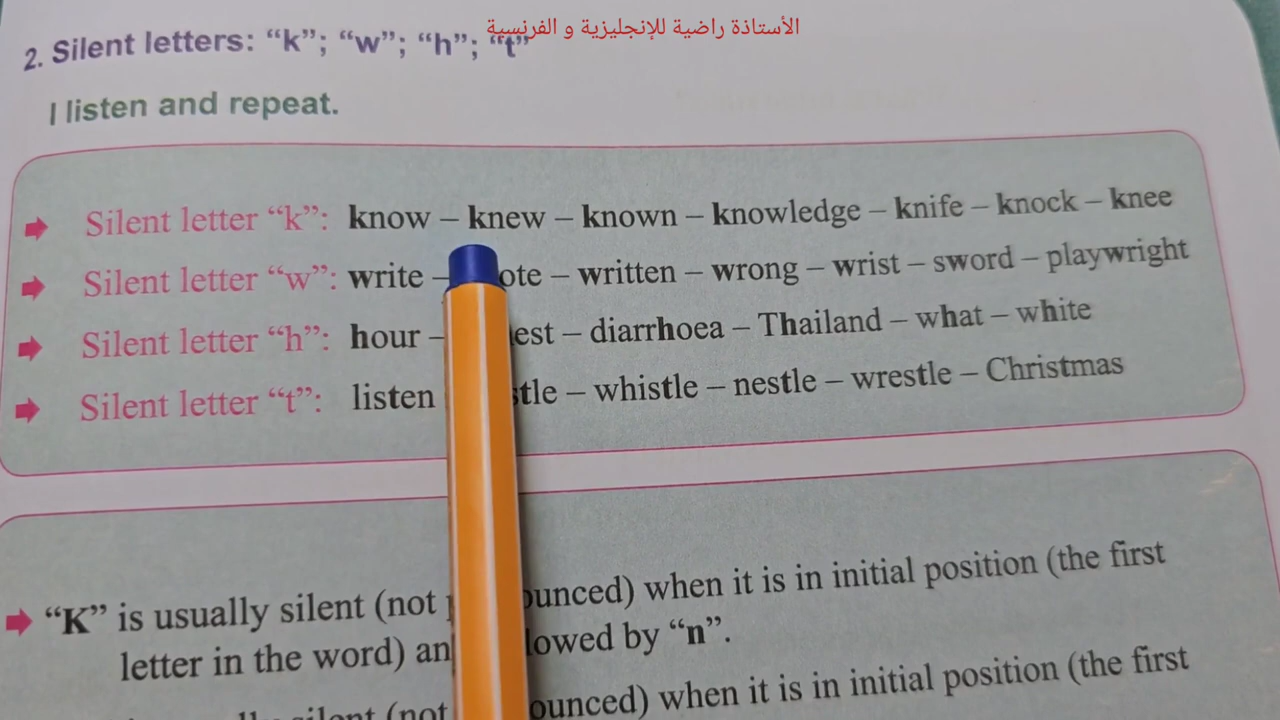 الأستاذة راضية للإنجليزية و الفرنسية
2. Silent letters: “k”; “w”; “h”; “t”
I listen and repeat.
Silent letter “k”: know – knew – known – knowledge – knife – knock – knee
Silent letter “w”: write – ote – written – wrong – wrist – sword – playwright
Silent letter “h”: hour – est – diarrhoea – Thailand – what – white
Silent letter “t”: listen stle – whistle – nestle – wrestle – Christmas
“K” is usually silent (not ounced) when it is in initial position (the first
letter in the word) an lowed by “n”.
silent (not ounced) when it is in initial position (the first